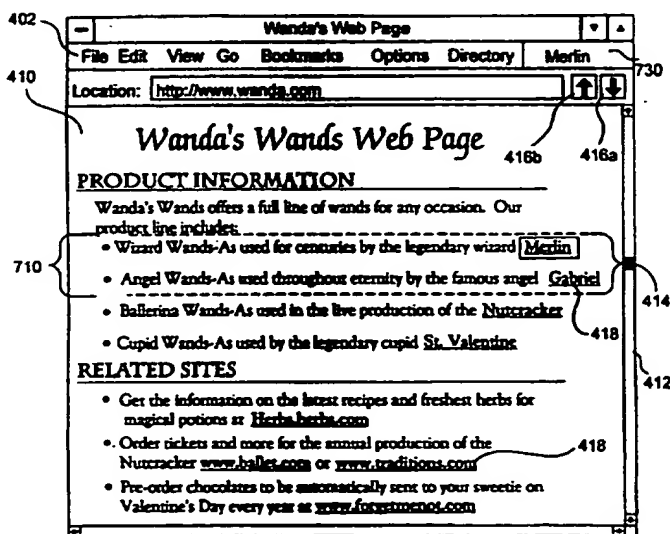 Wanda's Web Page
402
File Edit View Go Bookmarks Options Directory Merlin
730
410
Location: http://www.wanda.com
416b
416a
Wanda's Wands Web Page
PRODUCT INFORMATION
Wanda's Wands offers a full line of wands for any occasion. Our
product line includes:
• Wizard Wands-As used for centuries by the legendary wizard Merlin
710
• Angel Wands-As used throughout eternity by the famous angel Gabriel
414
• Ballerina Wands-As used in the live production of the Nutcracker
418
• Cupid Wands-As used by the legendary cupid St. Valentine
412
RELATED SITES
• Get the information on the latest recipes and freshest herbs for
magical potions at Herbs.herbs.com
• Order tickets and more for the annual production of the
418
Nutcracker www.ballet.com or www.traditions.com
• Pre-order chocolates to be automatically sent to your sweetie on
Valentine's Day every year at www.forgetmenot.com